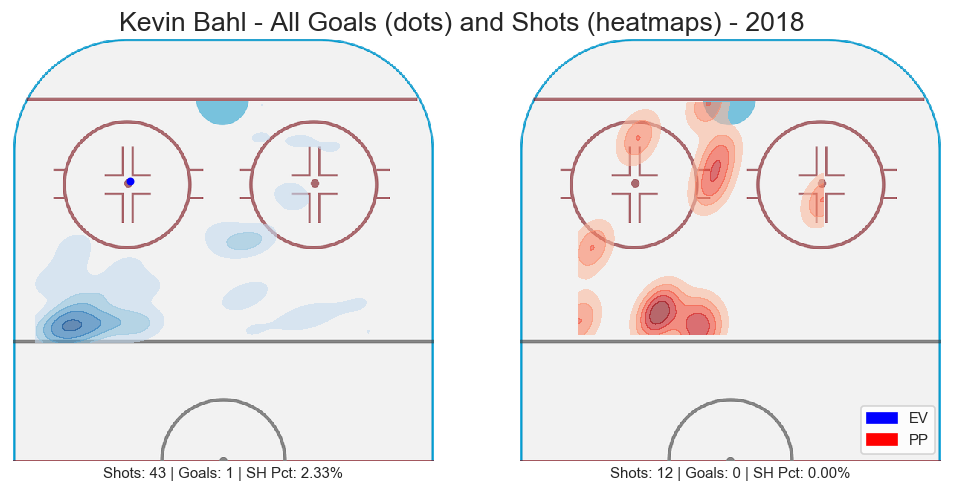 Kevin Bahl - All Goals (dots) and Shots (heatmaps) - 2018
EV
PP
Shots: 43 | Goals: 1 | SH Pct: 2.33%
Shots: 12 | Goals: 0 | SH Pct: 0.00%